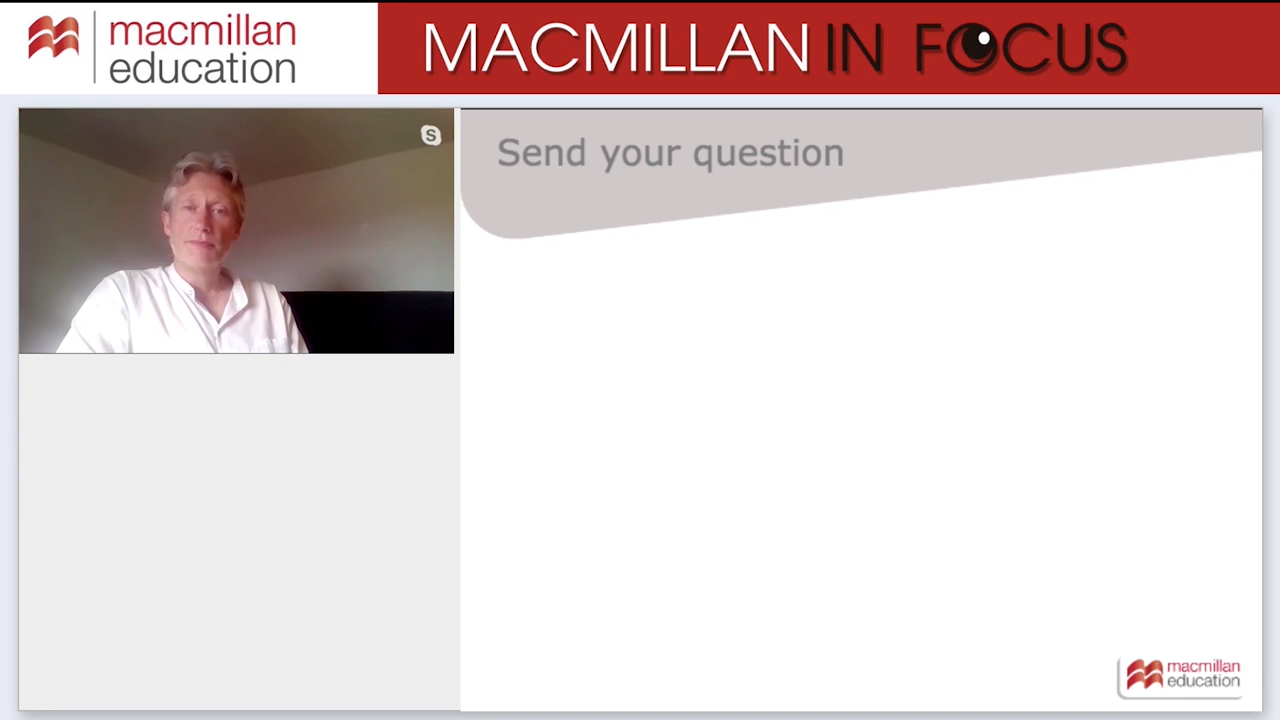 macmillan
education
MACMILLAN IN FOCUS
S
Send your question
macmillan
education